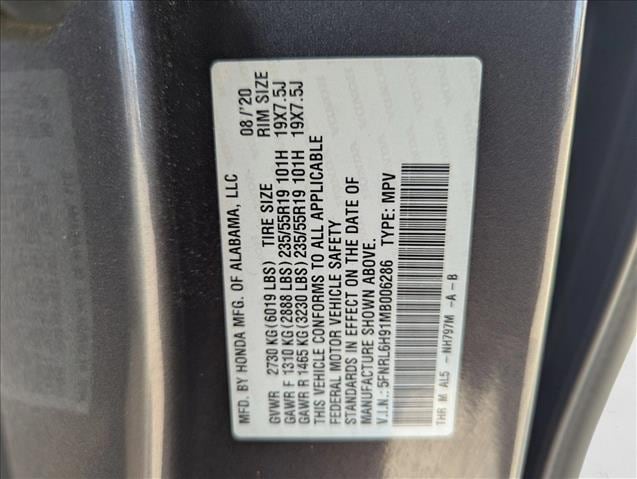 MFD. BY HONDA MFG. OF ALABAMA, LLC 08/'20
GVWR 2730 KG (6019 LBS) TIRE SIZE RIM SIZE
GAWR F 1310 KG (2888 LBS) 235/55R19 101H 19X7.5J
GAWR R 1465 KG (3230 LBS) 235/55R19 101H 19X7.5J
THIS VEHICLE CONFORMS TO ALL APPLICABLE
FEDERAL MOTOR VEHICLE SAFETY
STANDARDS IN EFFECT ON THE DATE OF
MANUFACTURE SHOWN ABOVE.
V.I.N.: 5FNRL6H91MB006286 TYPE: MPV
THR M AL5 - NH797M -A-B